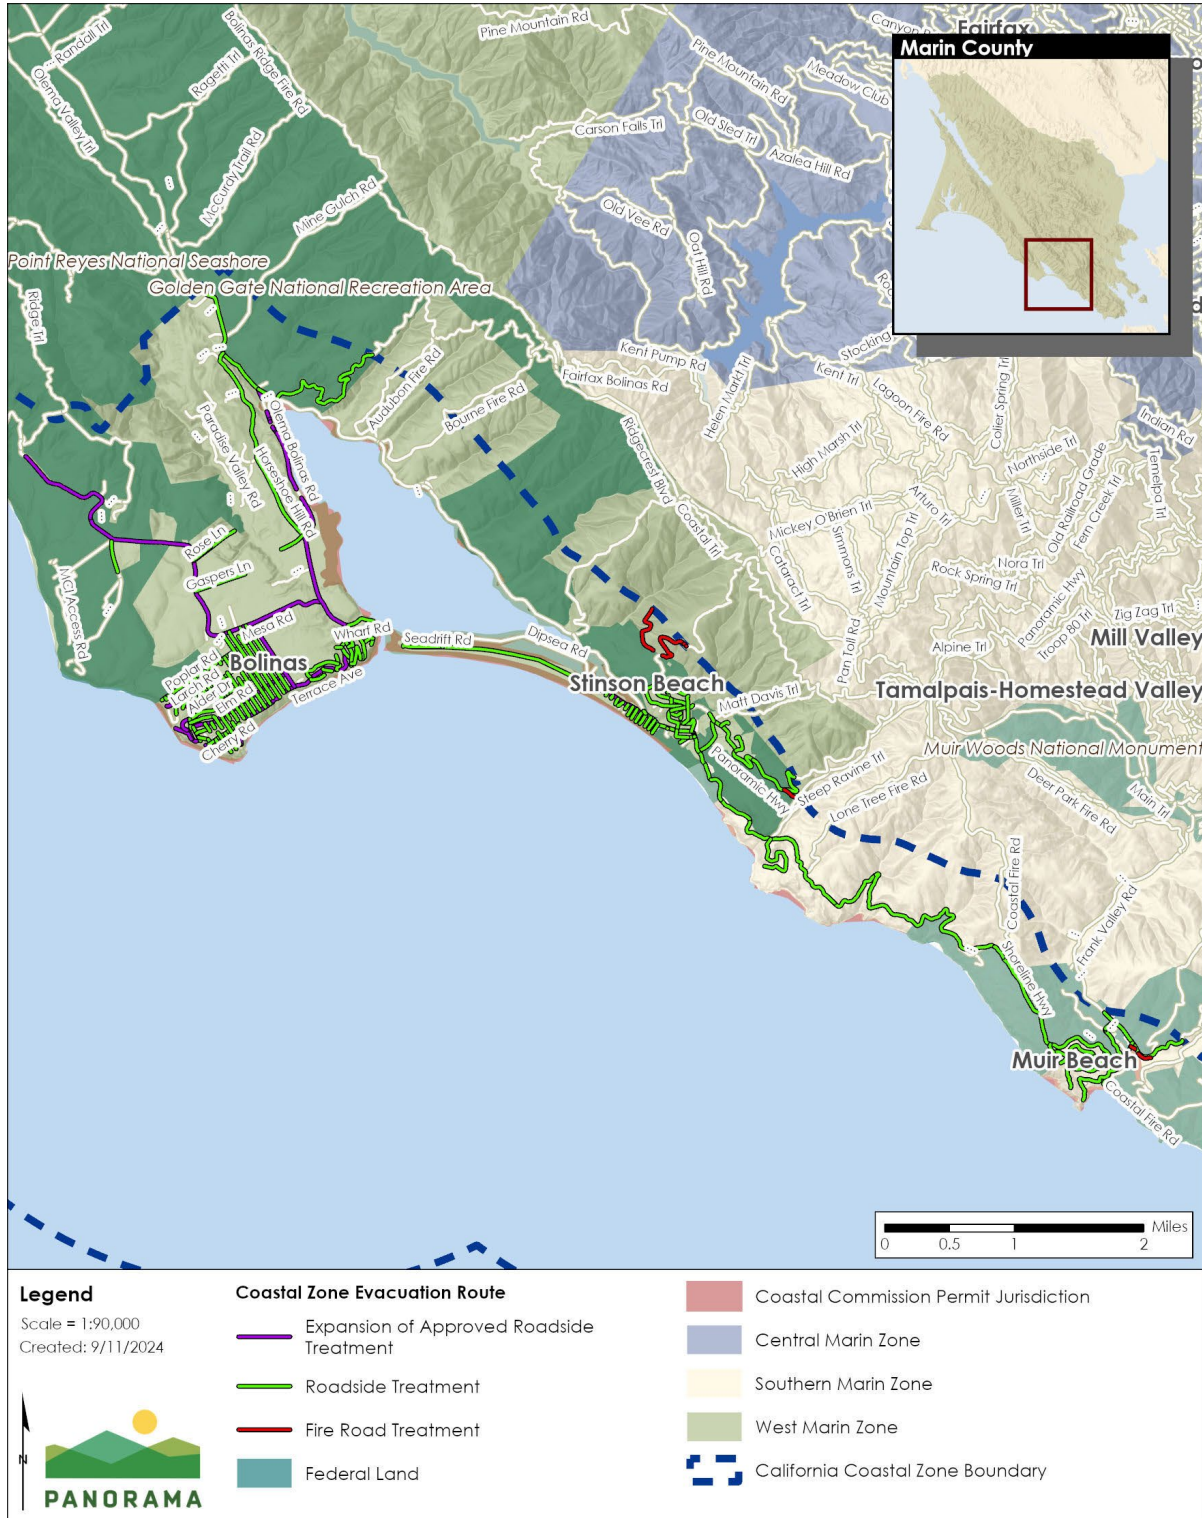 Pine Mountain Rd
Canyon
Fairfax
Marin County
Randall Trl
Bolinas Ridge Fire Rd
Olema Valley Trl
Ragetti Trl
Pine Mountain Rd
Meadow Club
Carson Falls Trl
Old Sled Trl
Azalea Hill Rd
McCurdy Trail Rd
Mine Gulch Rd
Old Vee Rd
Oat Hill Rd
Point Reyes National Seashore
Golden Gate National Recreation Area
Ridge Trl
Stocking
Kent Pump Rd
Fairfax Bolinas Rd
Kent Trl
Lagoon Fire Rd
Helen Markt Trl
Colier Spring Trl
Indian Rd
Audubon Fire Rd
Bourne Fire Rd
Olema Bolinas Rd
Paradise Valley Rd
Horseshoe Hill Rd
Ridgecrest Blvd
Coastal Trl
High Marsh Trl
Northside Trl
Temelpa Trl
Old Railroad Grade
Fern Creek Trl
Miller Trl
Arturo Trl
Mickey O'Brien Trl
Simmons Trl
Mountain Top Trl
Cataract Trl
Rock Spring Trl
Nora Trl
Panoramic Hwy
Troop 80 Trl
Zig Zag Trl
Rose Ln
Gaspers Ln
MCI Access Rd
Mesa Rd
Wharf Rd
Seadrift Rd
Dipsea Rd
Pan Toll Rd
Alpine Trl
Mill Valley
Bolinas
Poplar Rd
Larch Rd
Alder Dr
Elm Rd
Terrace Ave
Cherry Rd
Stinson Beach
Matt Davis Trl
Tamalpais-Homestead Valley
Muir Woods National Monument
Panoramic Hwy
Steep Ravine Trl
Lone Tree Fire Rd
Deer Park Fire Rd
Main Trl
Coastal Fire Rd
Frank Valley Rd
Shoreline Hwy
Muir Beach
Coastal Fire Rd
Miles
0 0.5 1 2
Legend
Scale = 1:90,000
Created: 9/11/2024
N
PANORAMA
Coastal Zone Evacuation Route
Expansion of Approved Roadside
Treatment
Roadside Treatment
Fire Road Treatment
Federal Land
Coastal Commission Permit Jurisdiction
Central Marin Zone
Southern Marin Zone
West Marin Zone
California Coastal Zone Boundary